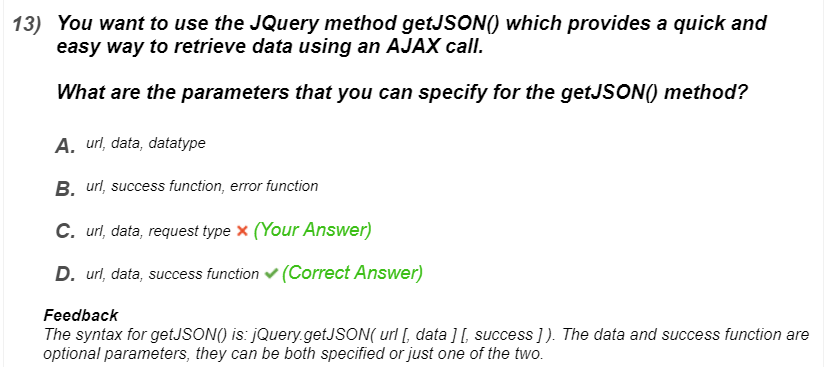 13) You want to use the JQuery method getJSON() which provides a quick and
easy way to retrieve data using an AJAX call.
What are the parameters that you can specify for the getJSON() method?
A. url, data, datatype
B. url, success function, error function
C. url, data, request type ✖ (Your Answer)
D. url, data, success function ✔ (Correct Answer)
Feedback
The syntax for getJSON() is: jQuery.getJSON( url [, data ] [, success ] ). The data and success function are
optional parameters, they can be both specified or just one of the two.